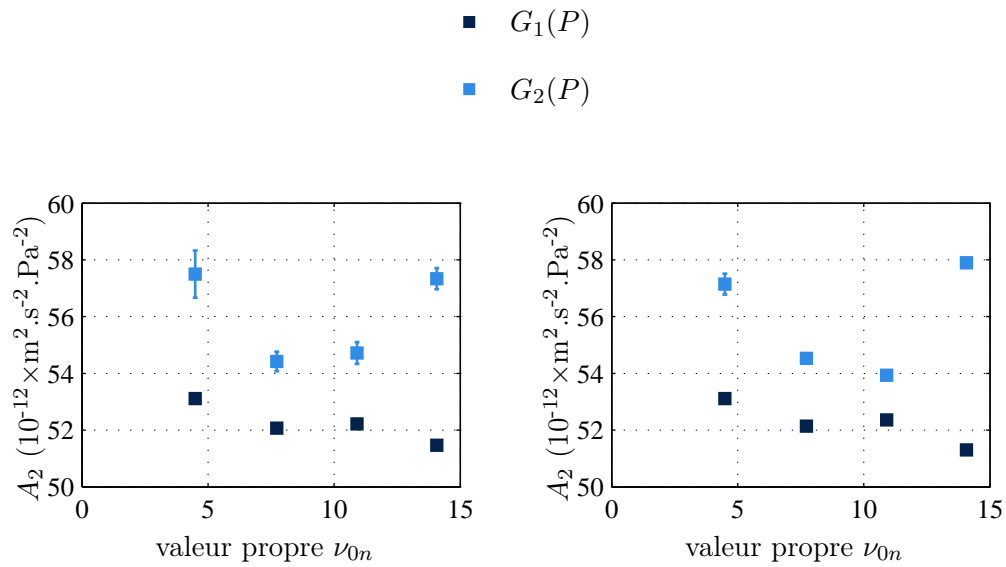 G₁(P)
G₂(P)
A₂ (10⁻¹²×m².s⁻².Pa⁻²)
60
58
56
54
52
50
0 5 10 15
valeur propre ν₀ₙ
A₂ (10⁻¹²×m².s⁻².Pa⁻²)
60
58
56
54
52
50
0 5 10 15
valeur propre ν₀ₙ